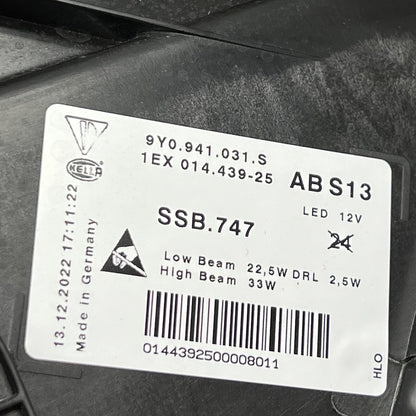 HELLA
9Y0.941.031.S
1EX 014.439-25
AB S13
LED 12V
24
SSB.747
Low Beam 22,5W DRL 2,5W
High Beam 33W
0144392500008011
HLO
13.12.2022 17:11:22
Made in Germany